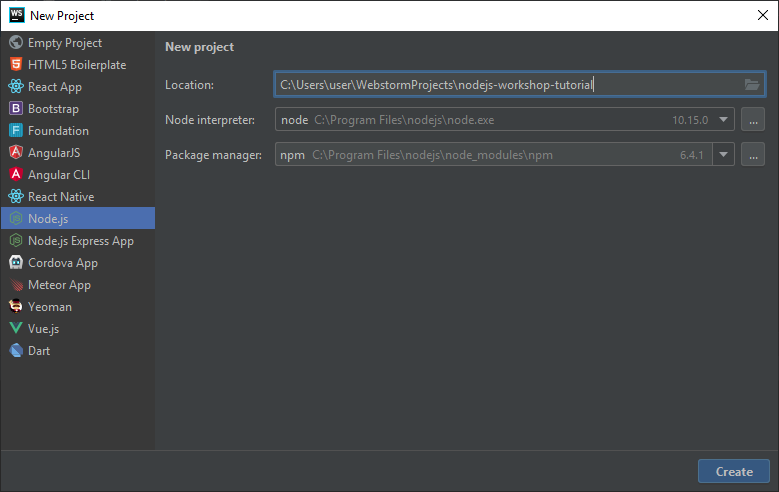 WS New Project
Empty Project
HTML5 Boilerplate
React App
Bootstrap
Foundation
AngularJS
Angular CLI
React Native
Node.js
Node.js Express App
Cordova App
Meteor App
Yeoman
Vue.js
Dart
New project
Location: C:\Users\user\WebstormProjects\nodejs-workshop-tutorial
Node interpreter: node C:\Program Files\nodejs\node.exe 10.15.0 ...
Package manager: npm C:\Program Files\nodejs\node_modules\npm 6.4.1 ...
Create